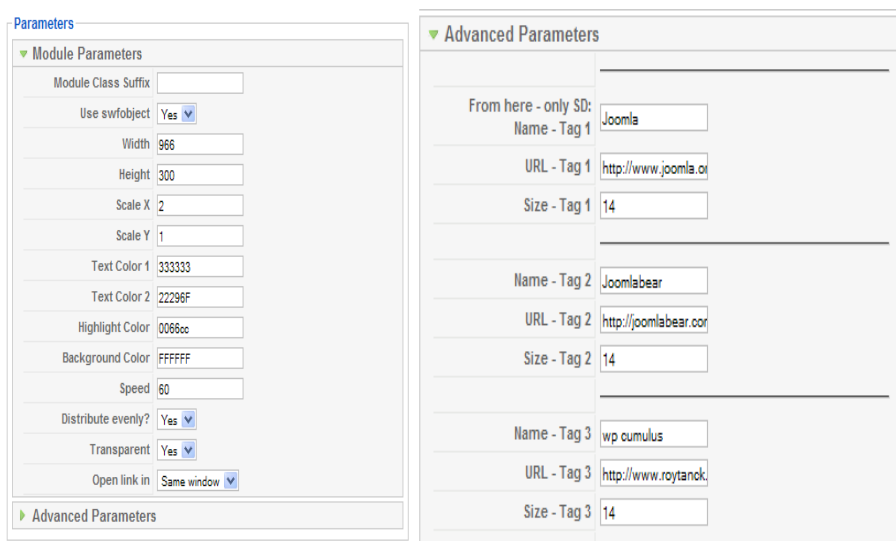 Parameters
Module Parameters
Module Class Suffix
Use swfobject Yes
Width 966
Height 300
Scale X 2
Scale Y 1
Text Color 1 333333
Text Color 2 22296F
Highlight Color 0066cc
Background Color FFFFFF
Speed 60
Distribute evenly? Yes
Transparent Yes
Open link in Same window
Advanced Parameters
Advanced Parameters
From here - only SD:
Name - Tag 1 Joomla
URL - Tag 1 http://www.joomla.or
Size - Tag 1 14
Name - Tag 2 Joomlabear
URL - Tag 2 http://joomlabear.com
Size - Tag 2 14
Name - Tag 3 wp cumulus
URL - Tag 3 http://www.roytanck.
Size - Tag 3 14